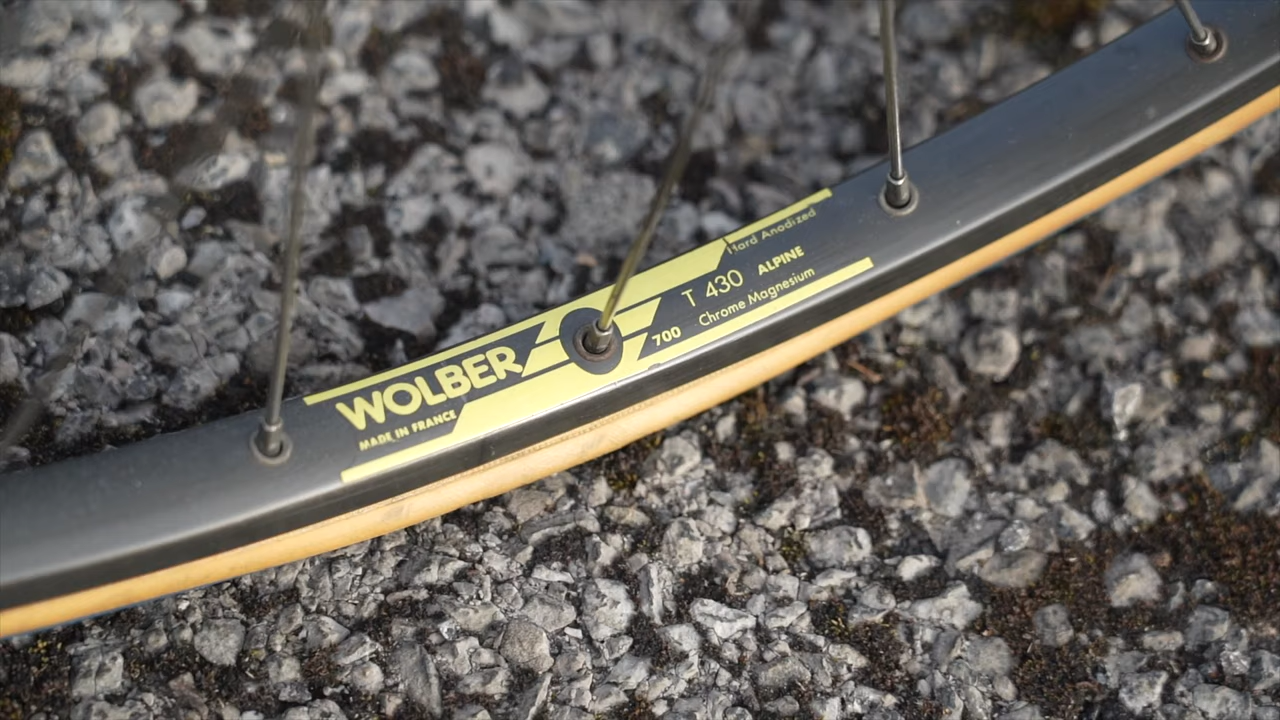 WOLBER
MADE IN FRANCE
700
T 430 ALPINE
Hard Anodized
Chrome Magnesium